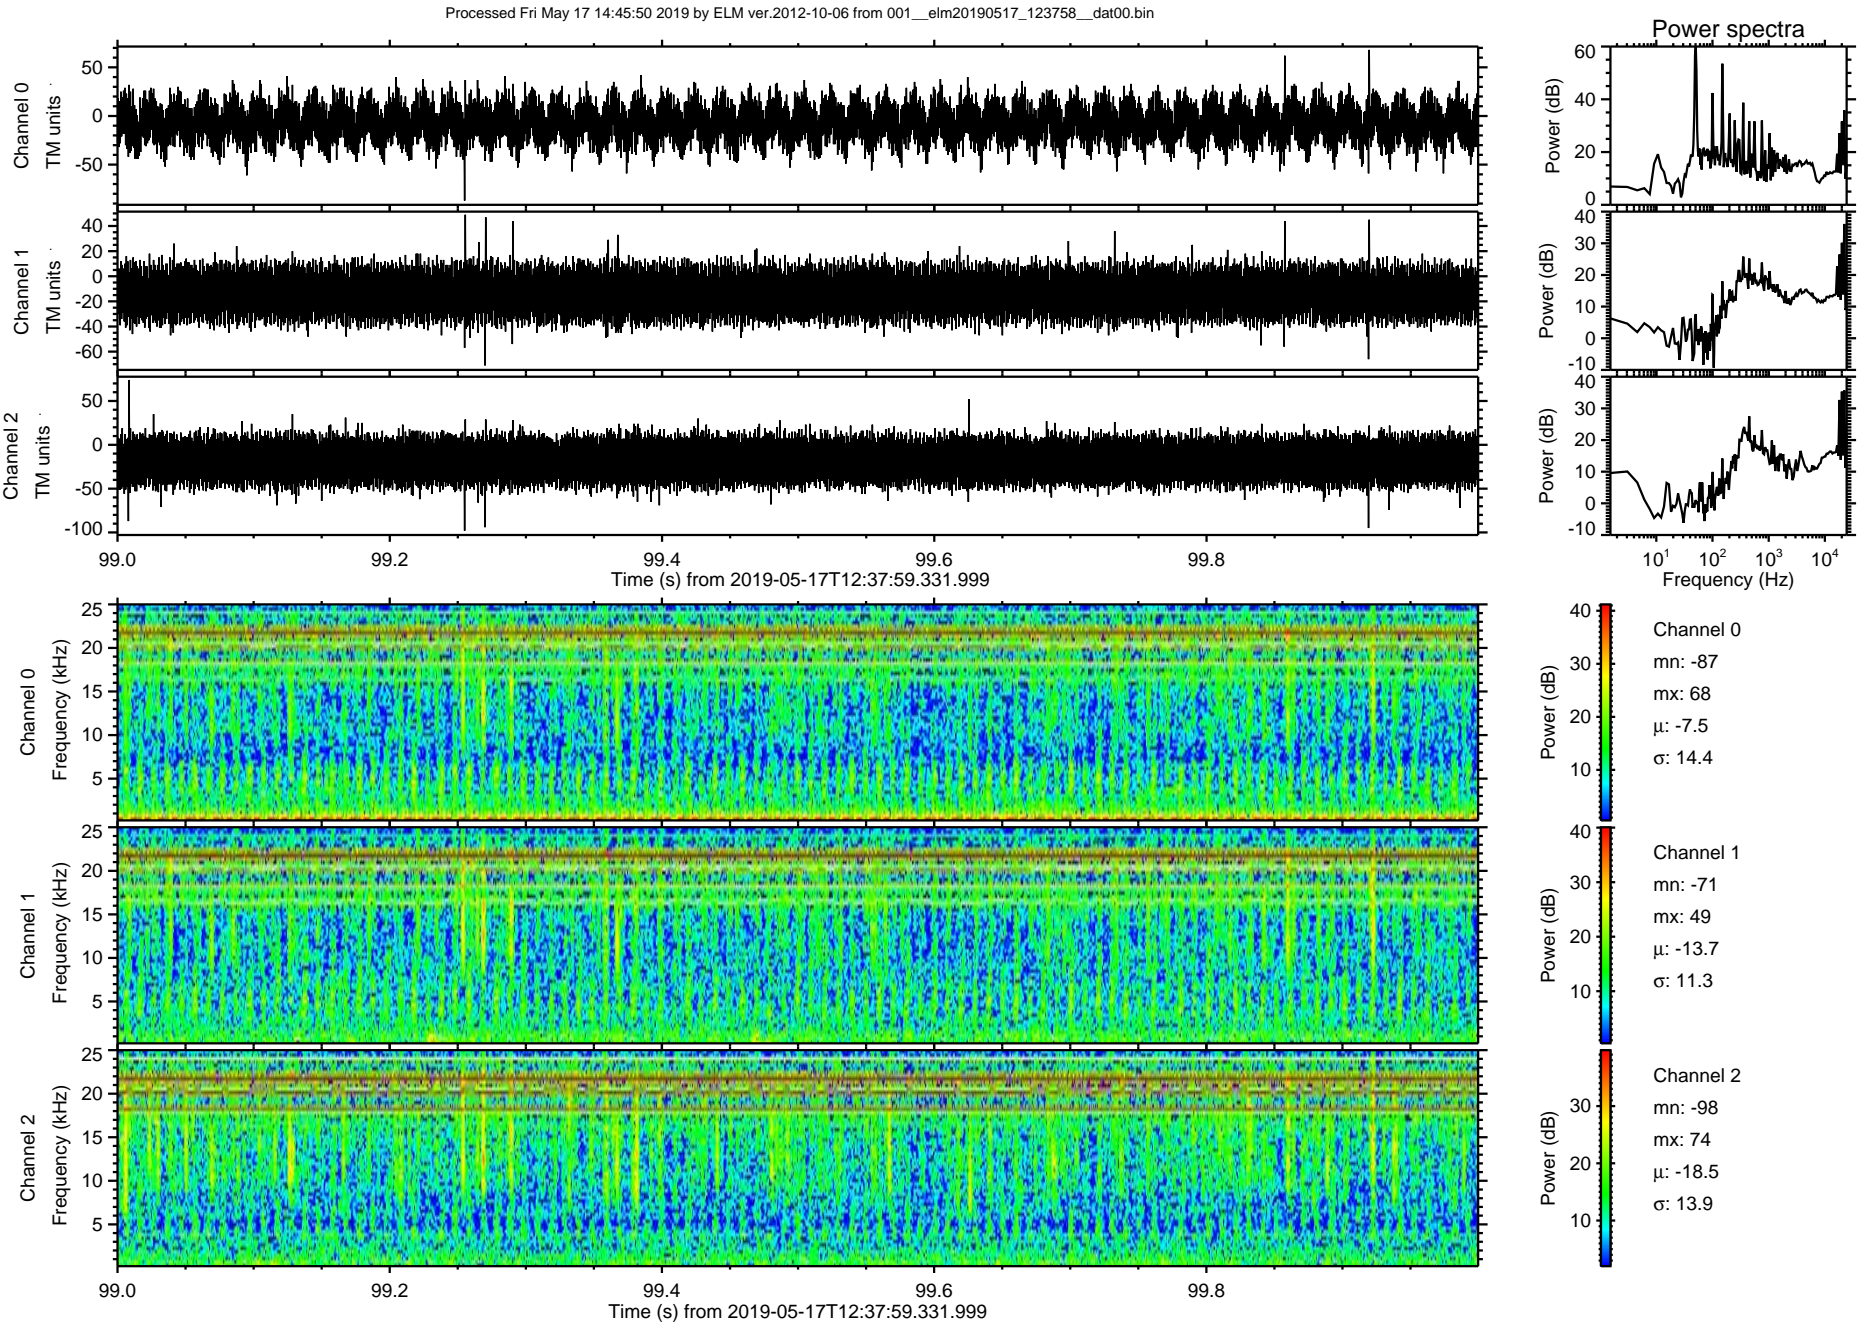 Processed Fri May 17 14:45:50 2019 by ELM ver.2012-10-06 from 001__elm20190517_123758__dat00.bin
Power spectra
Channel 0
TM units
50
0
-50
Power (dB)
60
40
20
0
Channel 1
TM units
40
20
0
-20
-40
-60
Power (dB)
40
30
20
10
0
-10
Channel 2
TM units
50
0
-50
-100
Power (dB)
40
30
20
10
0
-10
99.0 99.2 99.4 99.6 99.8
Time (s) from 2019-05-17T12:37:59.331.999
10¹ 10² 10³ 10⁴
Frequency (Hz)
Channel 0
Frequency (kHz)
25
20
15
10
5
Power (dB)
40
30
20
10
Channel 0
mn: -87
mx: 68
μ: -7.5
σ: 14.4
Channel 1
Frequency (kHz)
25
20
15
10
5
Power (dB)
40
30
20
10
Channel 1
mn: -71
mx: 49
μ: -13.7
σ: 11.3
Channel 2
Frequency (kHz)
25
20
15
10
5
Power (dB)
30
20
10
Channel 2
mn: -98
mx: 74
μ: -18.5
σ: 13.9
99.0 99.2 99.4 99.6 99.8
Time (s) from 2019-05-17T12:37:59.331.999